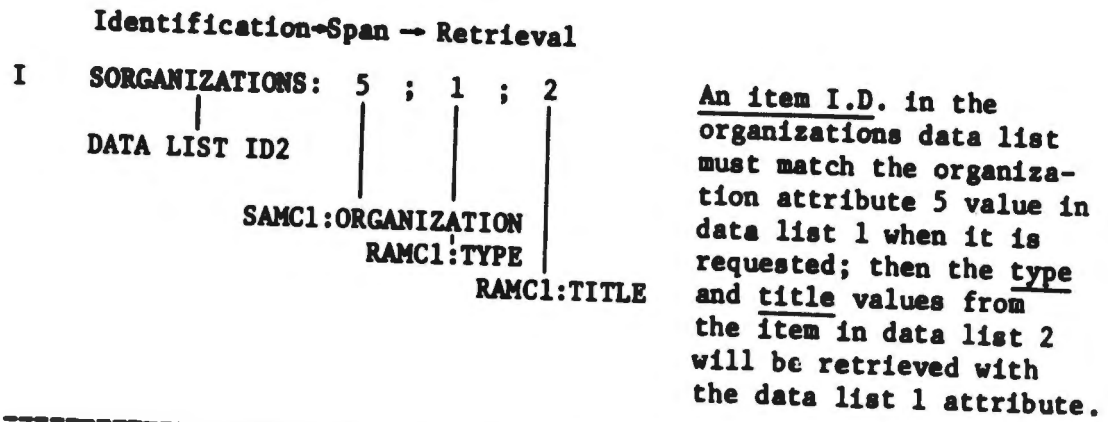 Identification→Span → Retrieval
I SORGANIZATIONS: 5 ; 1 ; 2
DATA LIST ID2
SAMC1:ORGANIZATION
RAMC1:TYPE
RAMC1:TITLE
An item I.D. in the
organizations data list
must match the organiza-
tion attribute 5 value in
data list 1 when it is
requested; then the type
and title values from
the item in data list 2
will be retrieved with
the data list 1 attribute.